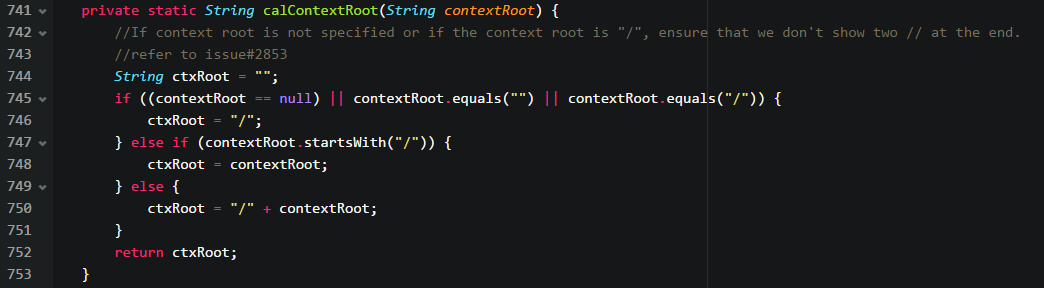 741 private static String calContextRoot(String contextRoot) {
742 //If context root is not specified or if the context root is "/", ensure that we don't show two // at the end.
743 //refer to issue#2853
744 String ctxRoot = "";
745 if ((contextRoot == null) || contextRoot.equals("") || contextRoot.equals("/")) {
746 ctxRoot = "/";
747 } else if (contextRoot.startsWith("/")) {
748 ctxRoot = contextRoot;
749 } else {
750 ctxRoot = "/" + contextRoot;
751 }
752 return ctxRoot;
753 }